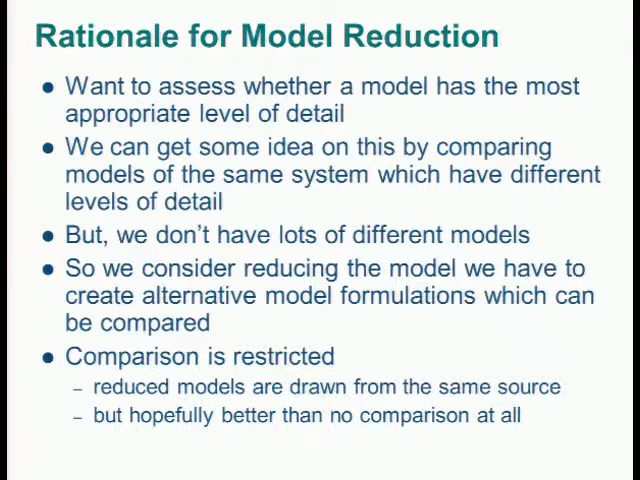 Rationale for Model Reduction
● Want to assess whether a model has the most
appropriate level of detail
● We can get some idea on this by comparing
models of the same system which have different
levels of detail
● But, we don't have lots of different models
● So we consider reducing the model we have to
create alternative model formulations which can
be compared
● Comparison is restricted
– reduced models are drawn from the same source
– but hopefully better than no comparison at all